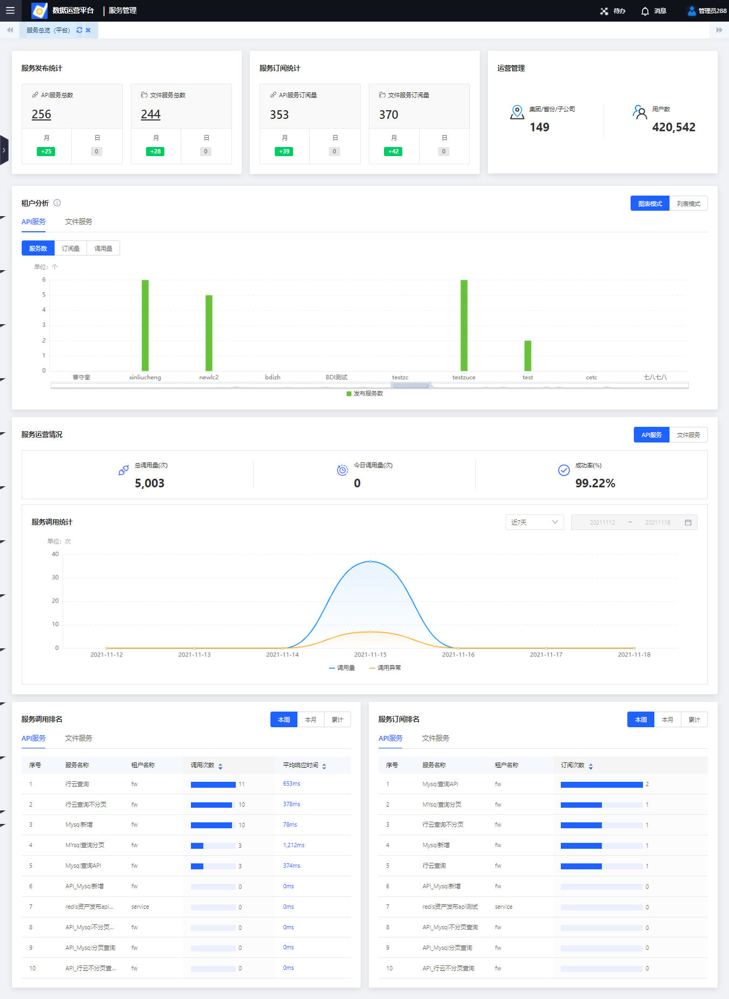 数据运营平台 | 服务管理
待办 消息 管理员288
服务总览（平台）
服务发布统计
API服务总数
256
月 日
+25 0
文件服务总数
244
月 日
+28 0
服务订阅统计
API服务订阅量
353
月 日
+39 0
文件服务订阅量
370
月 日
+42 0
运营管理
集团/省份/子公司
149
用户数
420,542
租户分析
图表模式 列表模式
API服务 文件服务
服务数 订阅量 调用量
单位：个
6
5
4
3
2
1
0
曹守奎 xinliucheng newlc2 bdizh BDI测试 testzc testzuce test cetc 七八七八
发布服务数
服务运营情况
API服务 文件服务
总调用量(次)
5,003
今日调用量(次)
0
成功率(%)
99.22%
服务调用统计
近7天 20211112 ~ 20211118
单位：次
40
30
20
10
0
2021-11-12 2021-11-13 2021-11-14 2021-11-15 2021-11-16 2021-11-17 2021-11-18
调用量 调用异常
服务调用排名
本周 本月 累计
API服务 文件服务
序号 服务名称 租户名称 调用次数 平均响应时间
1 行云查询 fw 11 653ms
2 行云查询不分页 fw 10 378ms
3 Mysql新增 fw 10 78ms
4 MYsql查询分页 fw 3 1,212ms
5 Mysql查询API fw 3 374ms
6 API_Mysql新增 fw 0 0ms
7 redis资产发布api... service 0 0ms
8 API_Mysql不分页... fw 0 0ms
9 API_Mysql分页查询 fw 0 0ms
10 API_行云不分页查... fw 0 0ms
服务订阅排名
本周 本月 累计
API服务 文件服务
序号 服务名称 租户名称 订阅次数
1 Mysql查询API fw 2
2 MYsql查询分页 fw 1
3 行云查询不分页 fw 1
4 Mysql新增 fw 1
5 行云查询 fw 1
6 API_Mysql新增 fw 0
7 redis资产发布api测试 service 0
8 API_Mysql不分页查询 fw 0
9 API_Mysql分页查询 fw 0
10 API_行云不分页查询 fw 0